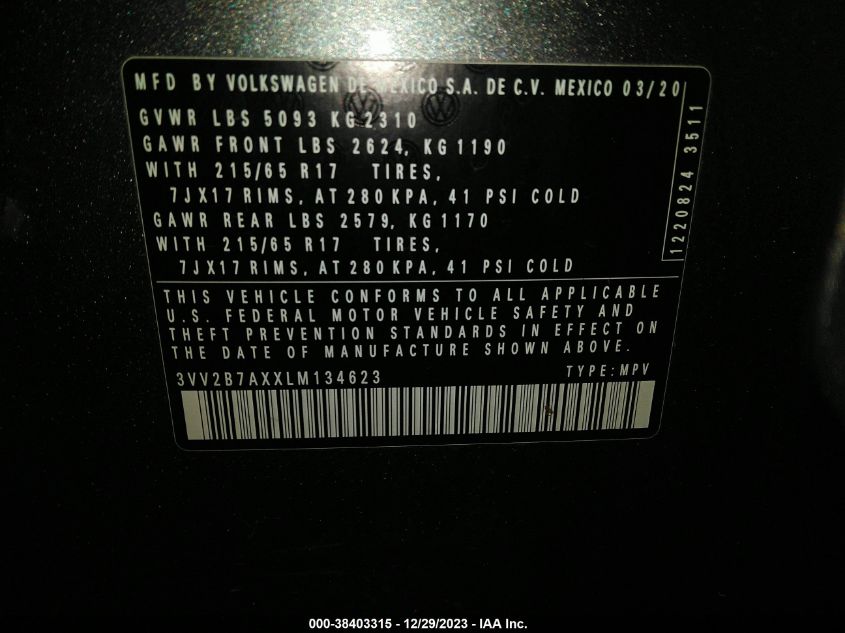 MFD BY VOLKSWAGEN DE MEXICO S.A. DE C.V. MEXICO 03/20
GVWR LBS 5093 KG 2310
GAWR FRONT LBS 2624, KG 1190
WITH 215/65 R17 TIRES,
7JX17 RIMS, AT 280 KPA, 41 PSI COLD
GAWR REAR LBS 2579, KG 1170
WITH 215/65 R17 TIRES,
7JX17 RIMS, AT 280 KPA, 41 PSI COLD
1220824 3511
THIS VEHICLE CONFORMS TO ALL APPLICABLE
U.S. FEDERAL MOTOR VEHICLE SAFETY AND
THEFT PREVENTION STANDARDS IN EFFECT ON
THE DATE OF MANUFACTURE SHOWN ABOVE.
3VV2B7AXXLM134623 TYPE:MPV
000-38403315 - 12/29/2023 - IAA Inc.